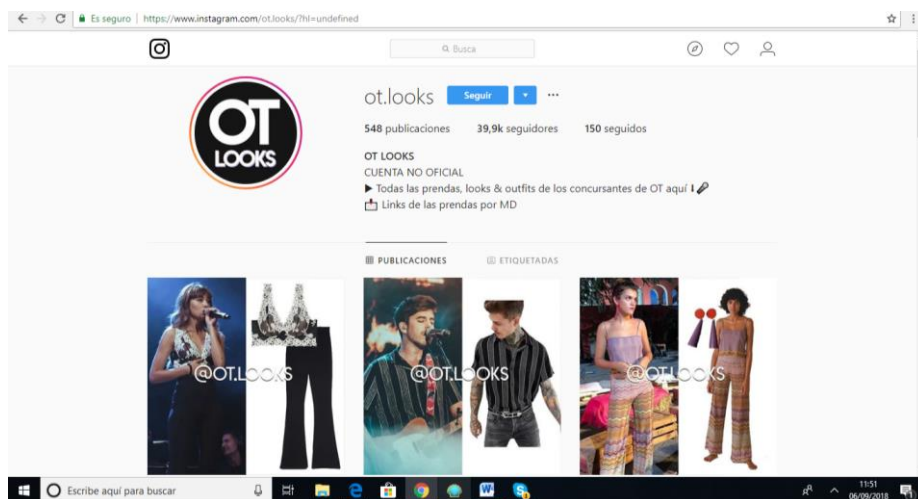 Es seguro | https://www.instagram.com/ot.looks/?hl=undefined
Busca
OT
LOOKS
ot.looks Seguir
548 publicaciones 39,9k seguidores 150 seguidos
OT LOOKS
CUENTA NO OFICIAL
▶ Todas las prendas, looks & outfits de los concursantes de OT aquí
Links de las prendas por MD
PUBLICACIONES ETIQUETADAS
@OT.LOOKS @OT.LOOKS @OT.LOOKS
Escribe aquí para buscar
11:51
06/09/2018